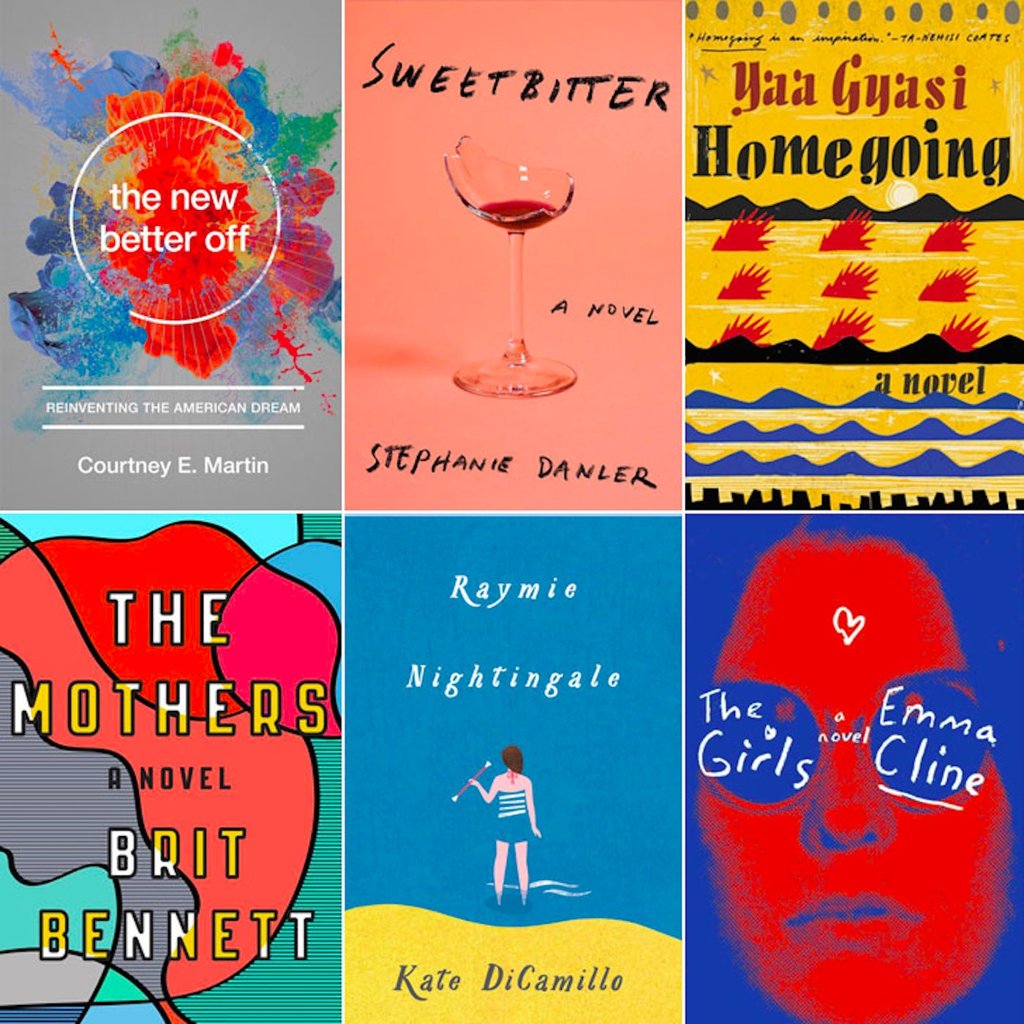 the new
better off
REINVENTING THE AMERICAN DREAM
Courtney E. Martin
SWEETBITTER
A NOVEL
STEPHANIE DANLER
"Homegoing is an inspiration." —TA-NEHISI COATES
Yaa Gyasi
Homegoing
a novel
THE
MOTHERS
A NOVEL
BRIT
BENNETT
Raymie
Nightingale
Kate DiCamillo
The
Girls
a
novel
Emma
Cline